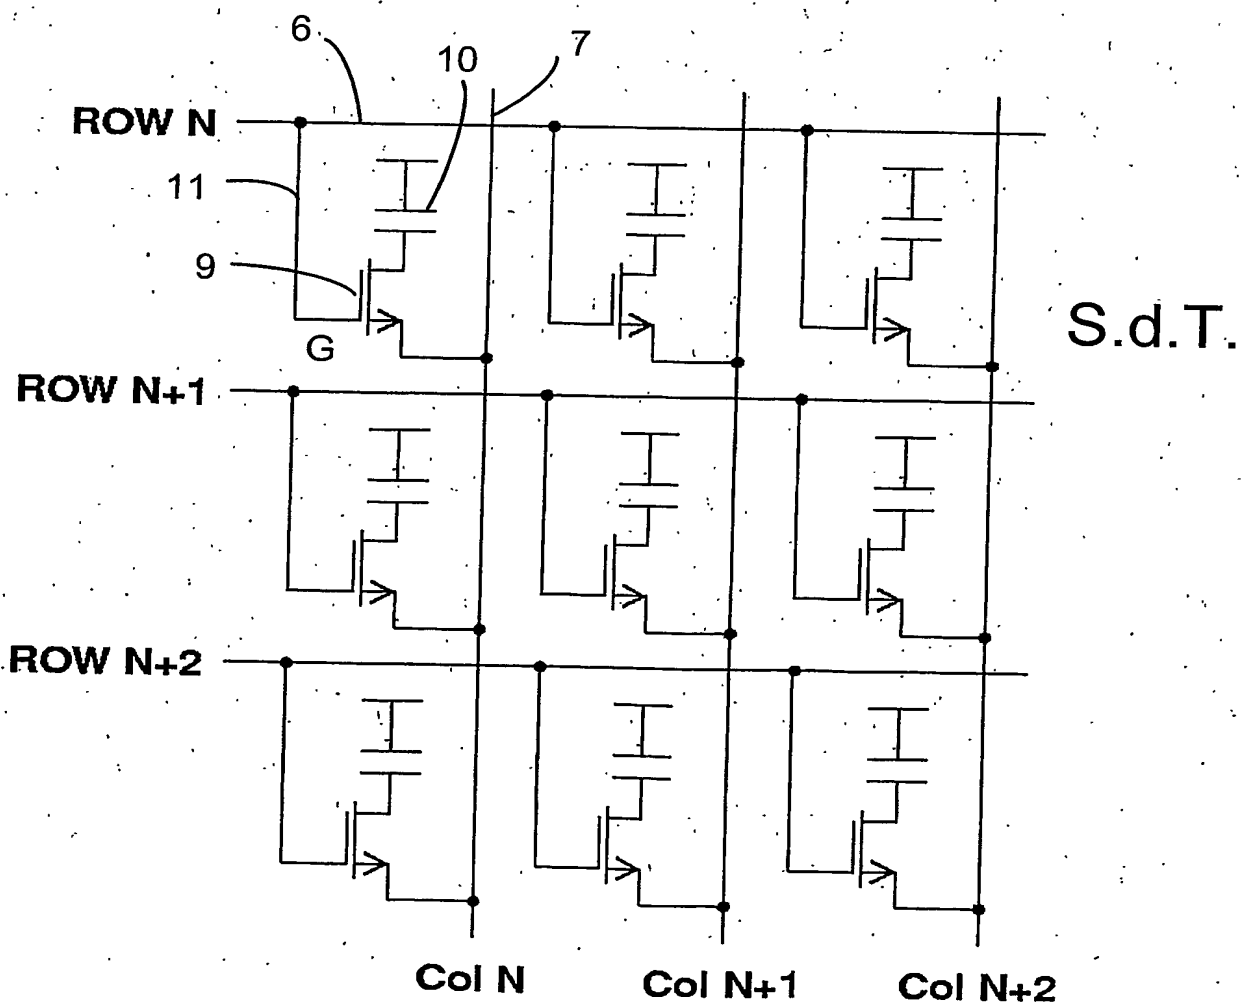 6
10
7
ROW N
11
9
S.d.T.
G
ROW N+1
ROW N+2
Col N
Col N+1
Col N+2